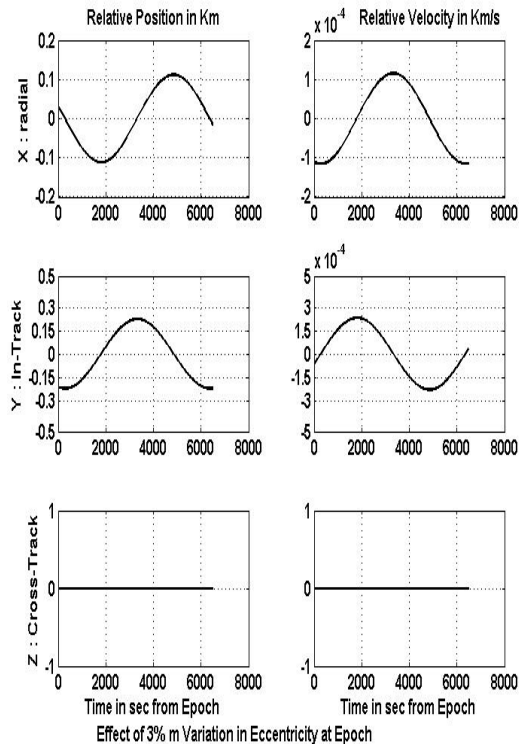 Relative Position in Km
Relative Velocity in Km/s
x 10^-4
0.2
0.1
0
-0.1
-0.2
X : radial
0 2000 4000 6000 8000
2
1
0
-1
-2
0 2000 4000 6000 8000
x 10^-4
0.5
0.3
0.15
0
-0.15
-0.3
-0.5
Y : In-Track
0 2000 4000 6000 8000
5
3
1.5
0
-1.5
-3
5
0 2000 4000 6000 8000
1
0
-1
Z : Cross-Track
0 2000 4000 6000 8000
1
0
-1
0 2000 4000 6000 8000
Time in sec from Epoch
Time in sec from Epoch
Effect of 3% m Variation in Eccentricity at Epoch